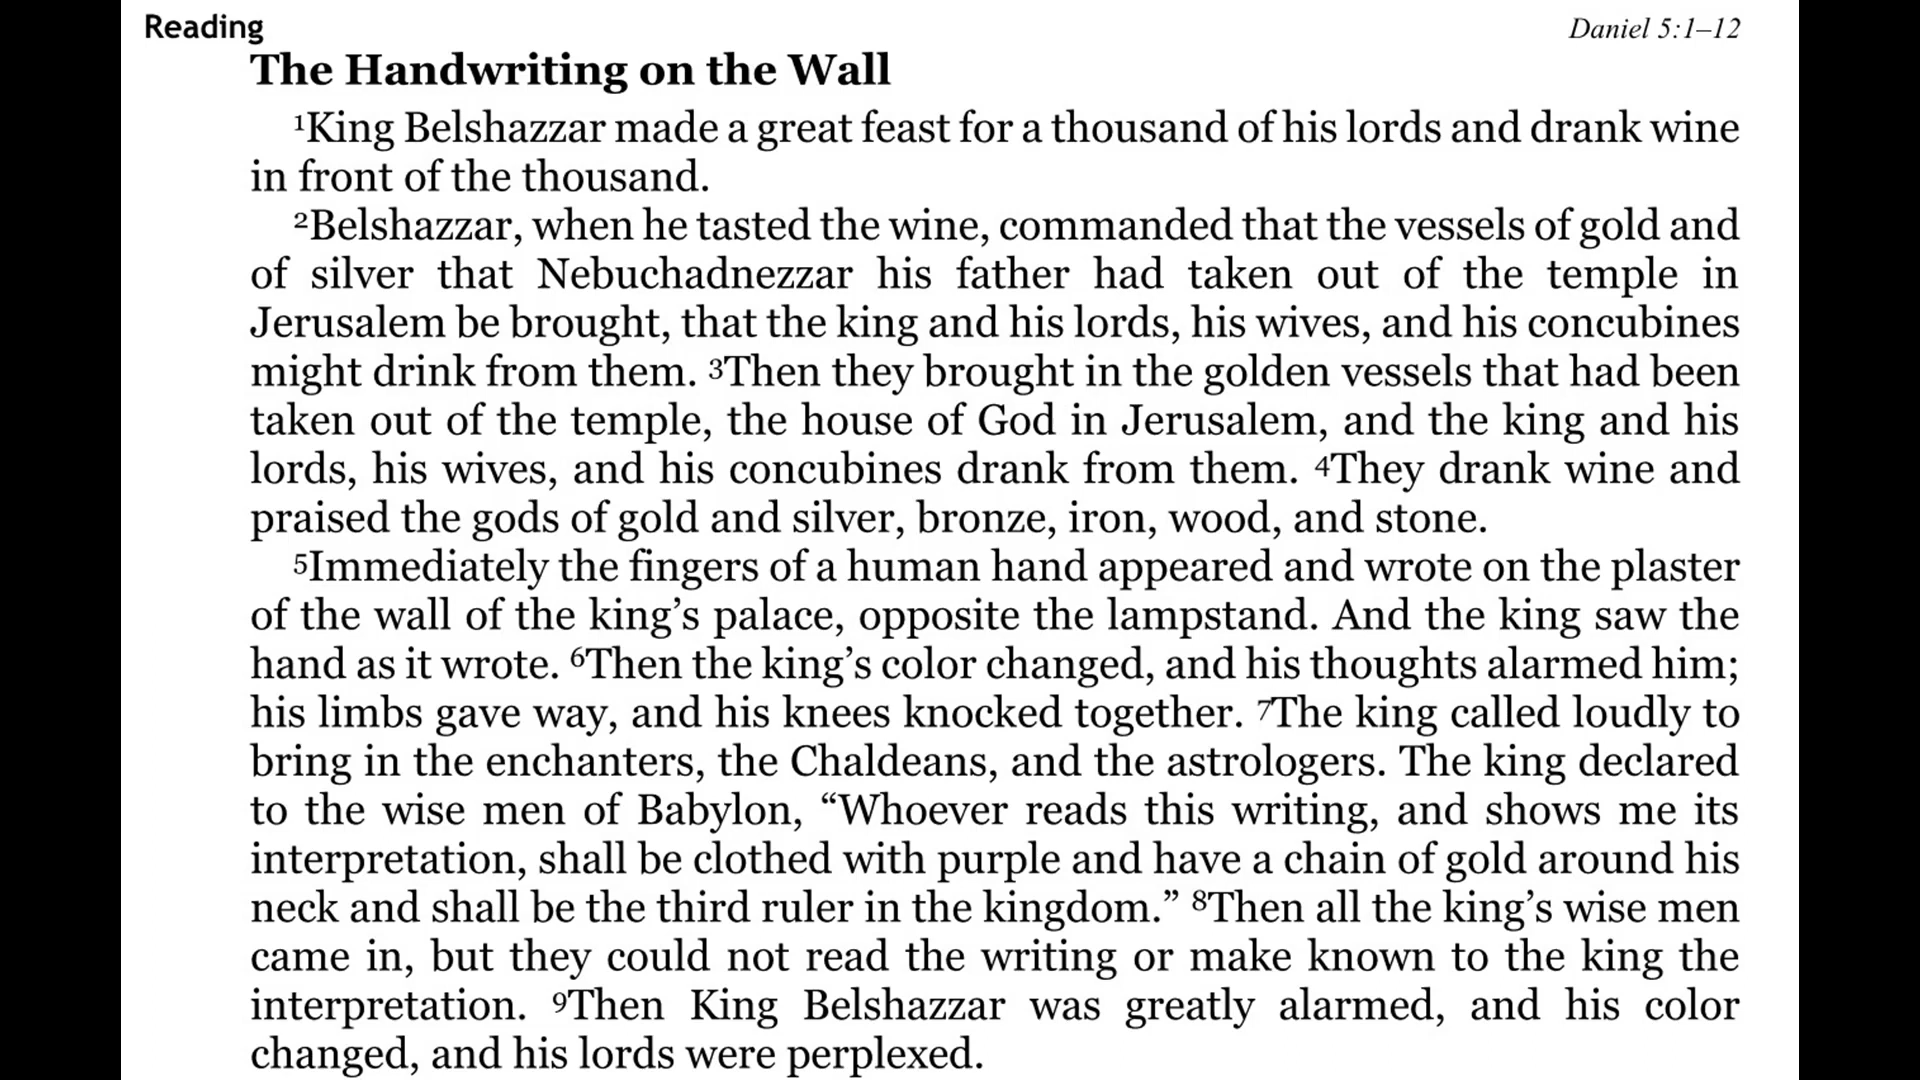 Reading
Daniel 5:1–12
The Handwriting on the Wall
¹King Belshazzar made a great feast for a thousand of his lords and drank wine
in front of the thousand.
²Belshazzar, when he tasted the wine, commanded that the vessels of gold and
of silver that Nebuchadnezzar his father had taken out of the temple in
Jerusalem be brought, that the king and his lords, his wives, and his concubines
might drink from them. ³Then they brought in the golden vessels that had been
taken out of the temple, the house of God in Jerusalem, and the king and his
lords, his wives, and his concubines drank from them. ⁴They drank wine and
praised the gods of gold and silver, bronze, iron, wood, and stone.
⁵Immediately the fingers of a human hand appeared and wrote on the plaster
of the wall of the king’s palace, opposite the lampstand. And the king saw the
hand as it wrote. ⁶Then the king’s color changed, and his thoughts alarmed him;
his limbs gave way, and his knees knocked together. ⁷The king called loudly to
bring in the enchanters, the Chaldeans, and the astrologers. The king declared
to the wise men of Babylon, “Whoever reads this writing, and shows me its
interpretation, shall be clothed with purple and have a chain of gold around his
neck and shall be the third ruler in the kingdom.” ⁸Then all the king’s wise men
came in, but they could not read the writing or make known to the king the
interpretation. ⁹Then King Belshazzar was greatly alarmed, and his color
changed, and his lords were perplexed.